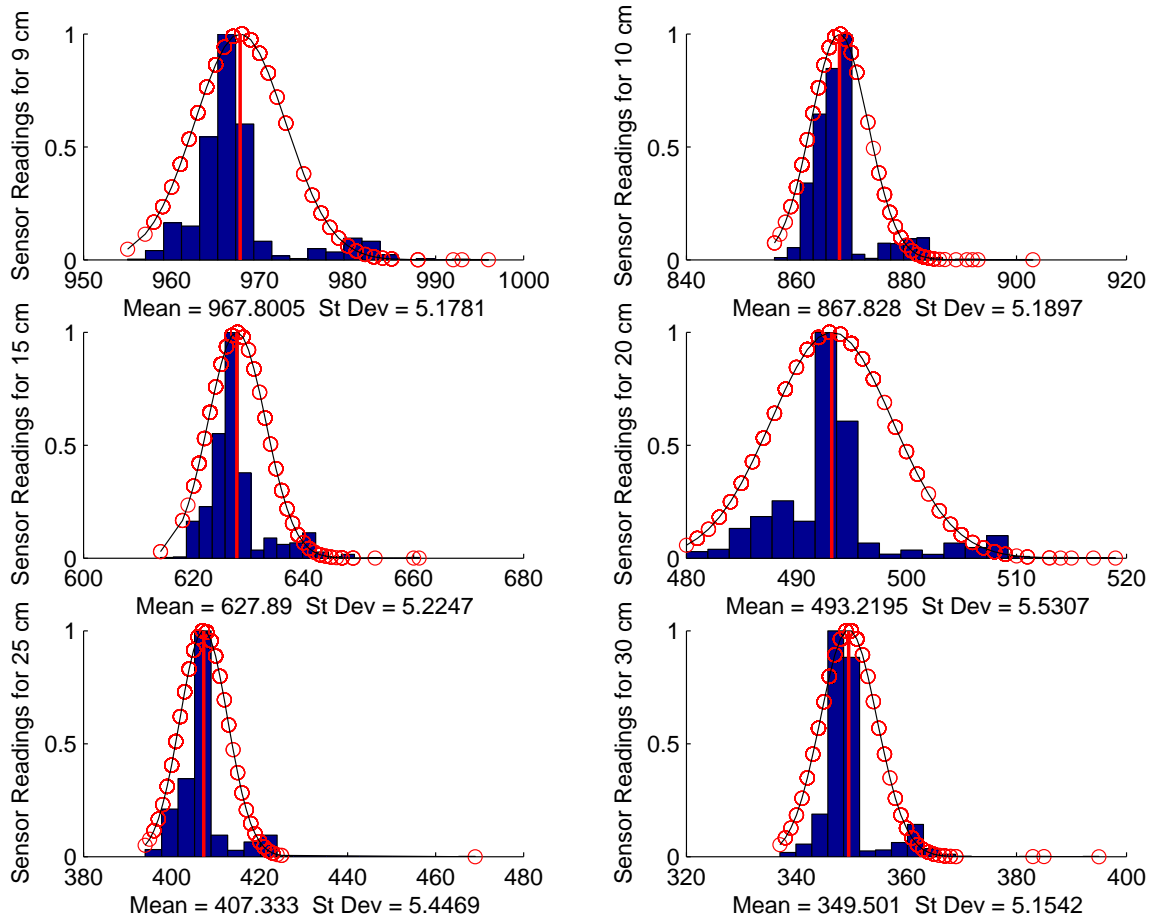 Sensor Readings for 9 cm
1
0.5
0
950 960 970 980 990 1000
Mean = 967.8005 St Dev = 5.1781
Sensor Readings for 10 cm
1
0.5
0
840 860 880 900 920
Mean = 867.828 St Dev = 5.1897
Sensor Readings for 15 cm
1
0.5
0
600 620 640 660 680
Mean = 627.89 St Dev = 5.2247
Sensor Readings for 20 cm
1
0.5
0
480 490 500 510 520
Mean = 493.2195 St Dev = 5.5307
Sensor Readings for 25 cm
1
0.5
0
380 400 420 440 460 480
Mean = 407.333 St Dev = 5.4469
Sensor Readings for 30 cm
1
0.5
0
320 340 360 380 400
Mean = 349.501 St Dev = 5.1542